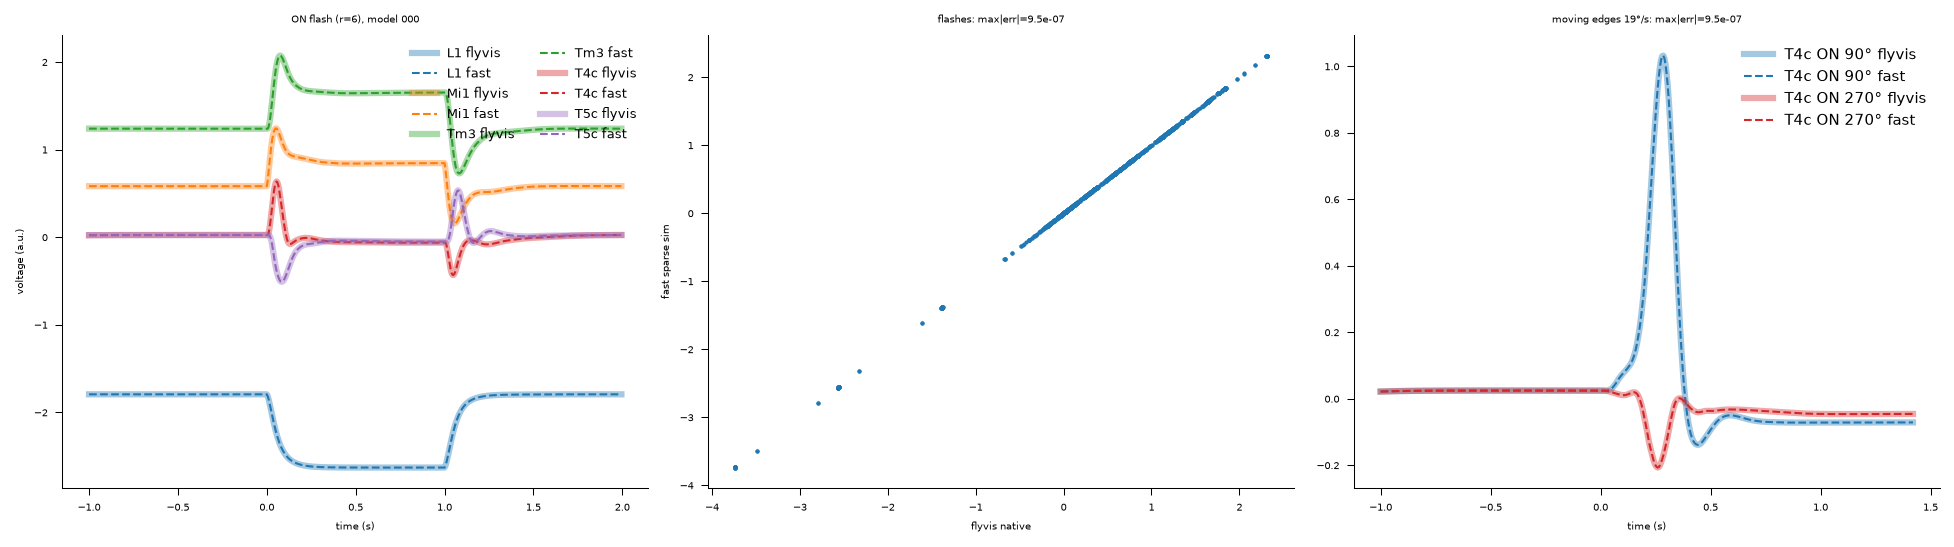 ON flash (r=6), model 000
voltage (a.u.)
2
1
0
−1
−2
−1.0
−0.5
0.0
0.5
1.0
1.5
2.0
time (s)
L1 flyvis
L1 fast
Mi1 flyvis
Mi1 fast
Tm3 flyvis
Tm3 fast
T4c flyvis
T4c fast
T5c flyvis
T5c fast
flashes: max|err|=9.5e-07
fast sparse sim
2
1
0
−1
−2
−3
−4
−4
−3
−2
−1
0
1
2
flyvis native
moving edges 19°/s: max|err|=9.5e-07
1.0
0.8
0.6
0.4
0.2
0.0
−0.2
−1.0
−0.5
0.0
0.5
1.0
1.5
time (s)
T4c ON 90° flyvis
T4c ON 90° fast
T4c ON 270° flyvis
T4c ON 270° fast